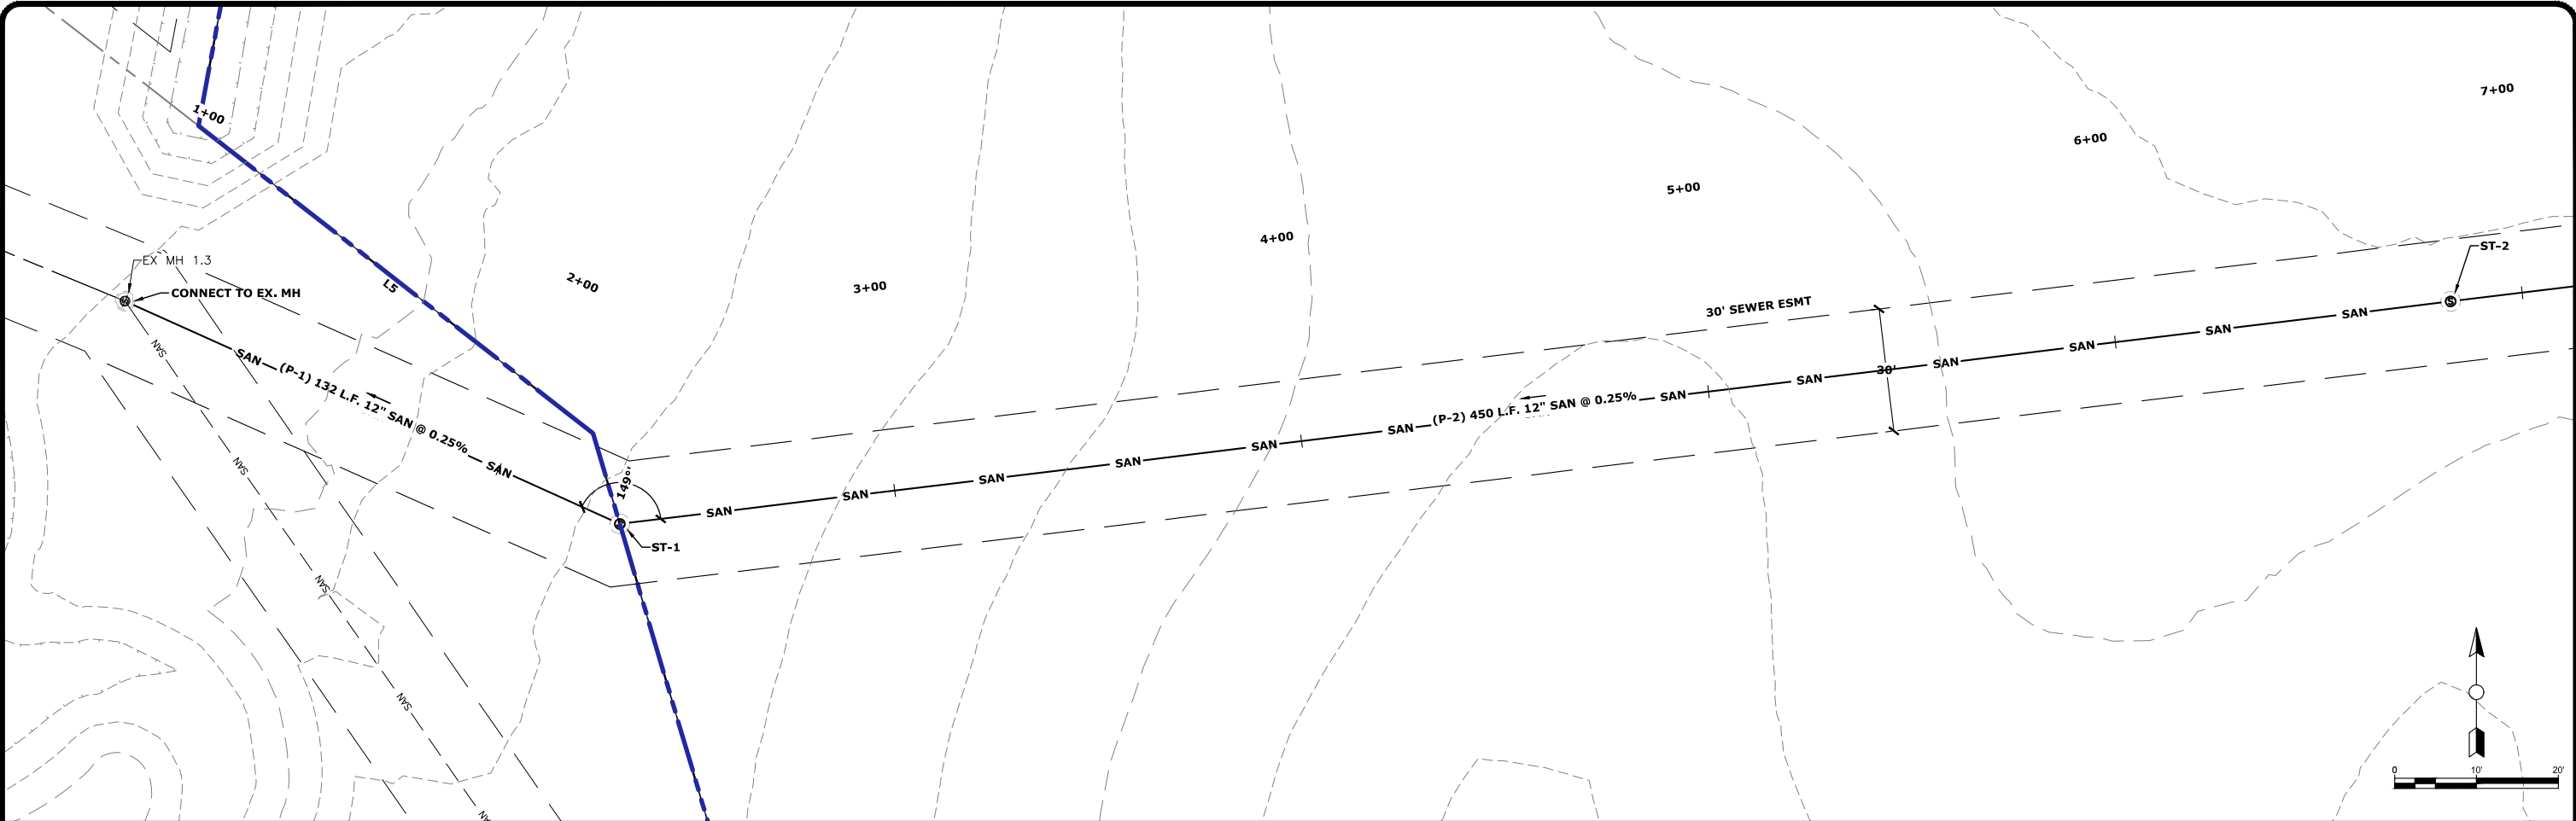 7+00
1+00
6+00
5+00
4+00
ST-2
EX MH 1.3
L5
2+00
3+00
CONNECT TO EX. MH
30' SEWER ESMT
SAN
SAN
SAN
SAN
SAN
30'
SAN
SAN
(P-1) 132 L.F. 12" SAN @ 0.25%
SAN
SAN
(P-2) 450 L.F. 12" SAN @ 0.25%
SAN
SAN
SAN
SAN
SAN
SAN
SAN
149°'
SAN
ST-1
SAN
SAN
SAN
S
0 10' 20'